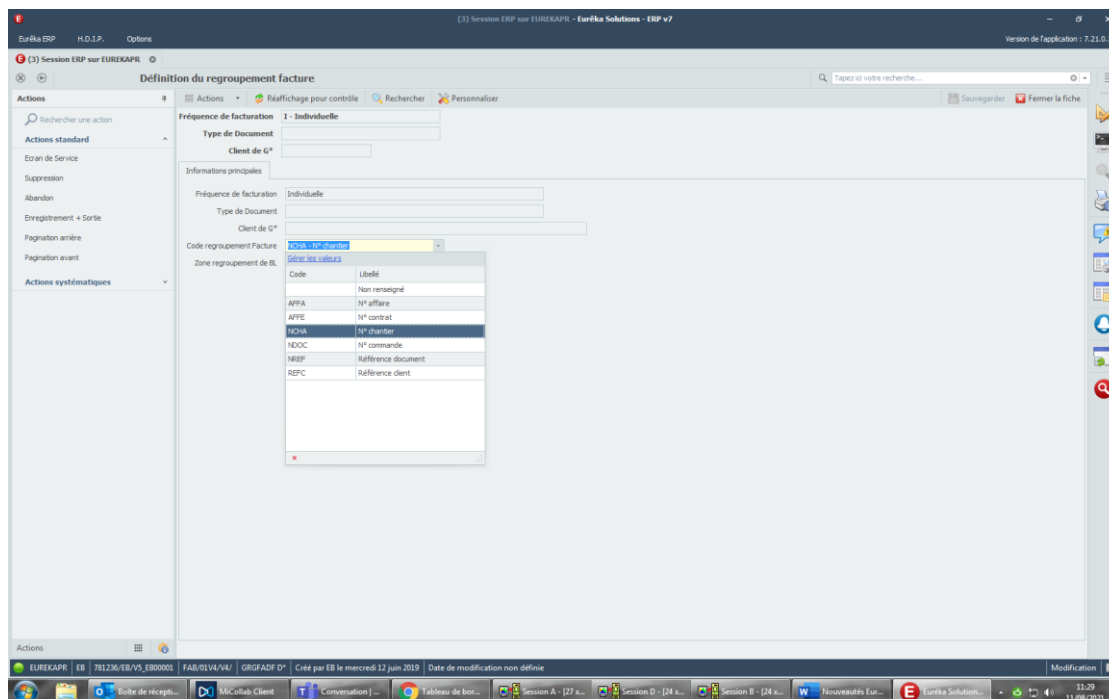 (3) Session ERP sur EUREKAPR - Eurêka Solutions - ERP v7
Eurêka ERP H.D.I.P. Options
Version de l'application : 7.21.0.
(3) Session ERP sur EUREKAPR
Définition du regroupement facture
Tapez ici votre recherche...
Actions
Actions
Réaffichage pour contrôle
Rechercher
Personnaliser
Sauvegarder
Fermer la fiche
Rechercher une action
Actions standard
Ecran de Service
Suppression
Abandon
Enregistrement + Sortie
Pagination arrière
Pagination avant
Actions systématiques
Fréquence de facturation I - Individuelle
Type de Document
Client de G*
Informations principales
Fréquence de facturation Individuelle
Type de Document
Client de G*
Code regroupement Facture NCHA - N° chantier
Zone regroupement de BL
Gérer les valeurs
Code Libellé
Non renseigné
AFFA N° affaire
AFFE N° contrat
NCHA N° chantier
NDOC N° commande
NREF Référence document
REFC Référence client
Actions
EUREKAPR EB 781236/EB/V5_EB00001 FAB/01V4/V4/ GRGFADF D* Créé par EB le mercredi 12 juin 2019 Date de modification non définie Modification
Boîte de récepti... MiCollab Client Conversation | ... Tableau de bor... Session A - [27 x... Session D - [24 x... Session B - [24 x... Nouveautés Eur... Eurêka Solution...
11:29
11/08/2021